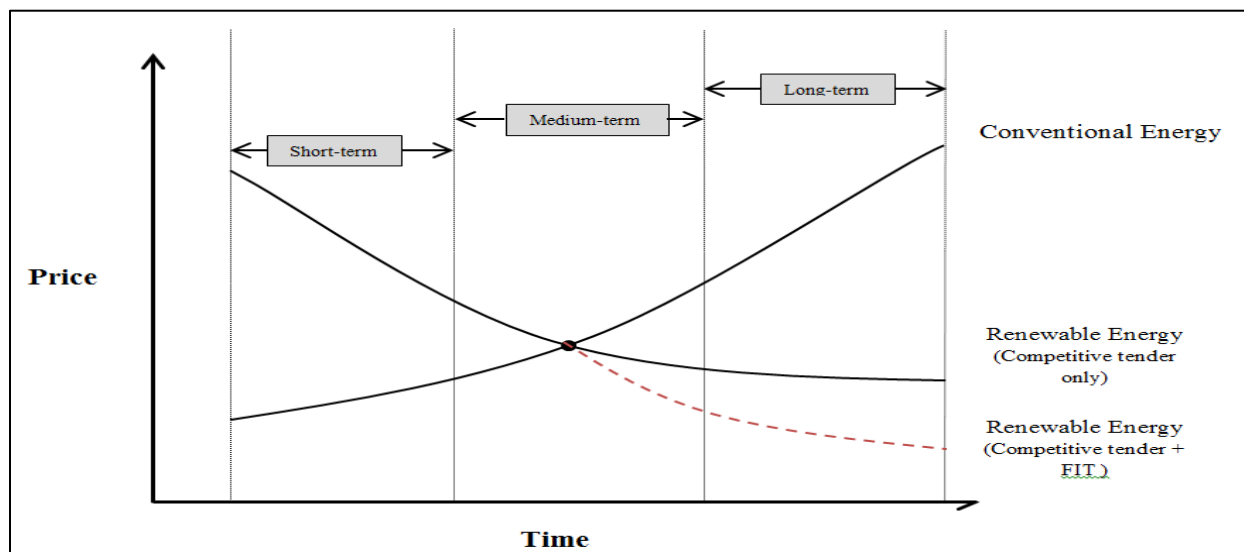 Long-term
Medium-term
Short-term
Conventional Energy
Price
Renewable Energy
(Competitive tender
only)
Renewable Energy
(Competitive tender +
FIT )
Time